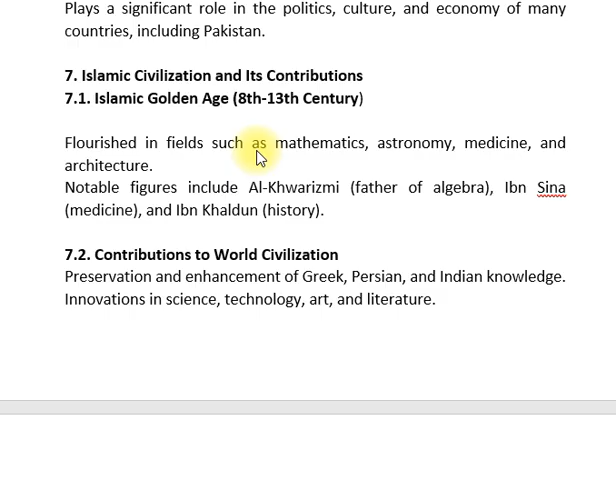 Plays a significant role in the politics, culture, and economy of many
countries, including Pakistan.
7. Islamic Civilization and Its Contributions
7.1. Islamic Golden Age (8th-13th Century)
Flourished in fields such as mathematics, astronomy, medicine, and
architecture.
Notable figures include Al-Khwarizmi (father of algebra), Ibn Sina
(medicine), and Ibn Khaldun (history).
7.2. Contributions to World Civilization
Preservation and enhancement of Greek, Persian, and Indian knowledge.
Innovations in science, technology, art, and literature.